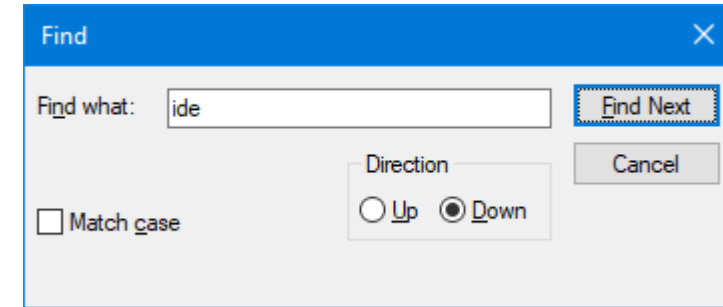 Find
Find what: ide Find Next
Direction Cancel
Match case Up Down